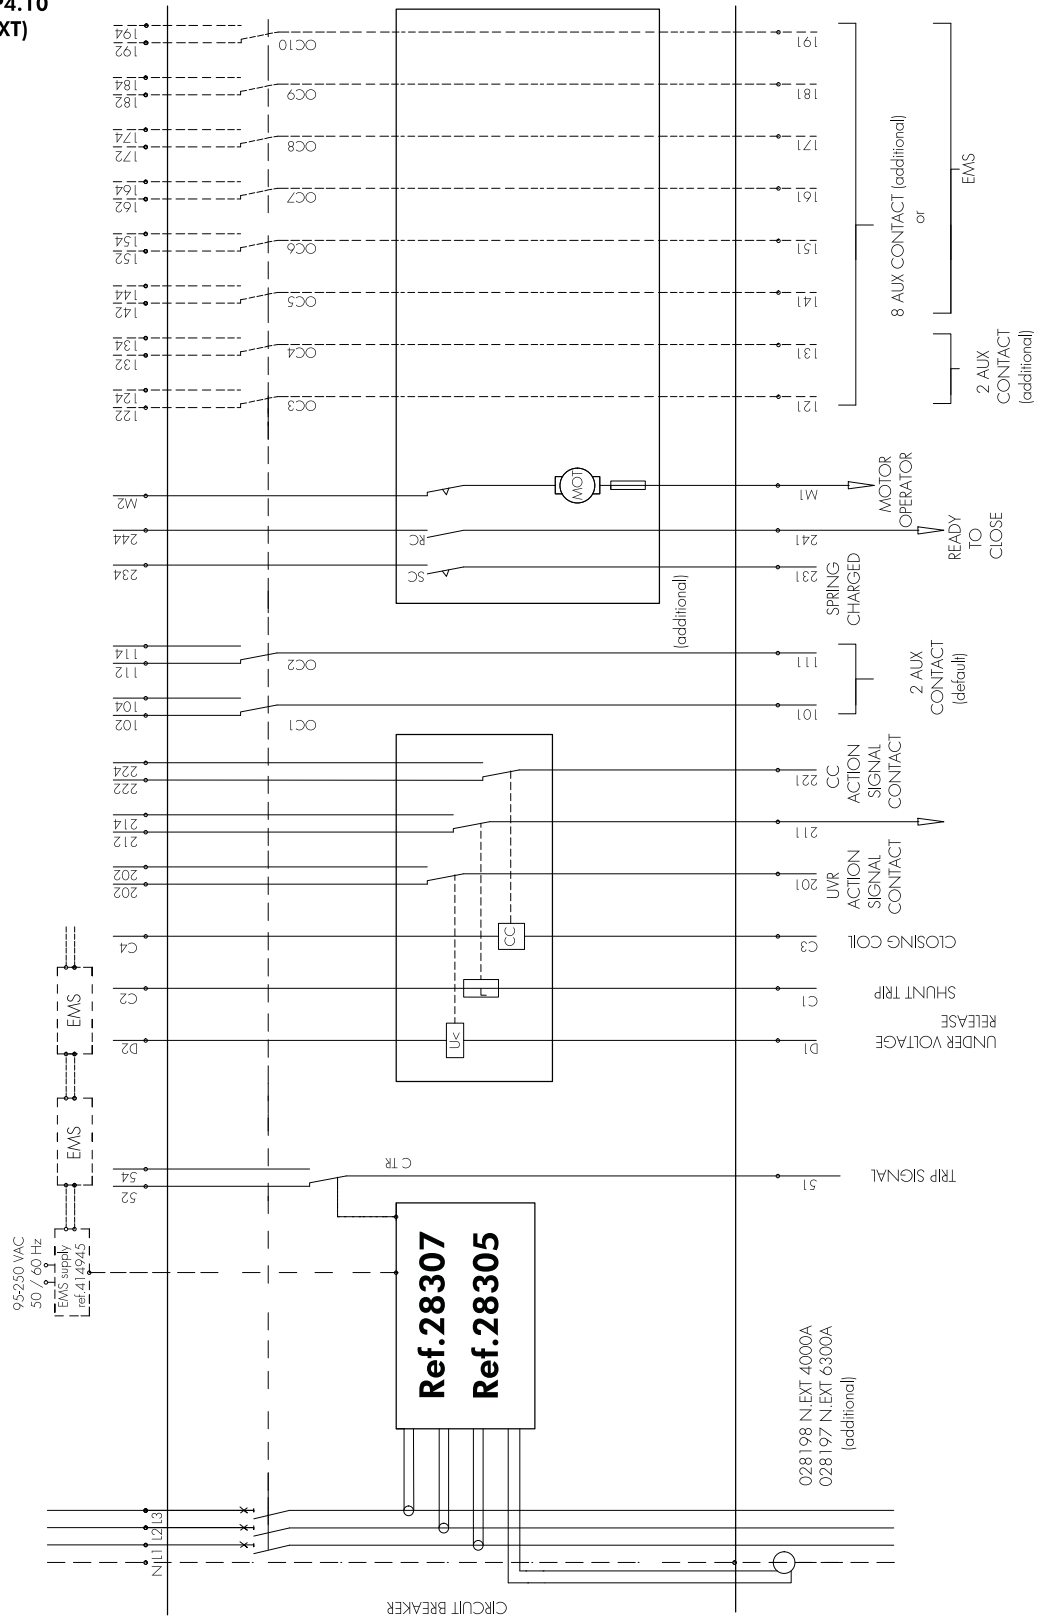 P4.10
XT)
194
192
OC10
191
184
182
OC9
181
174
172
OC8
171
164
162
OC7
161
154
152
OC6
151
144
142
OC5
141
134
132
OC4
131
124
122
OC3
121
8 AUX CONTACT (additional)
or
EMS
2 AUX
CONTACT
(additional)
M2
MOT
M1
MOTOR
OPERATOR
244
RC
241
READY
TO
CLOSE
234
SC
231
SPRING
CHARGED
(additional)
114
112
OC2
111
104
102
OC1
101
2 AUX
CONTACT
(default)
224
222
221
CC
ACTION
SIGNAL
CONTACT
214
212
211
202
202
201
UVR
ACTION
SIGNAL
CONTACT
C4
CC
C3
CLOSING COIL
C2
L
C1
SHUNT TRIP
D2
U<
D1
UNDER VOLTAGE
RELEASE
EMS
EMS
95-250 VAC
50 / 60 Hz
EMS supply
ref.414945
54
52
C TR
51
TRIP SIGNAL
Ref.28307
Ref.28305
028198 N.EXT 4000A
028197 N.EXT 6300A
(additional)
N L1 L2 L3
CIRCUIT BREAKER